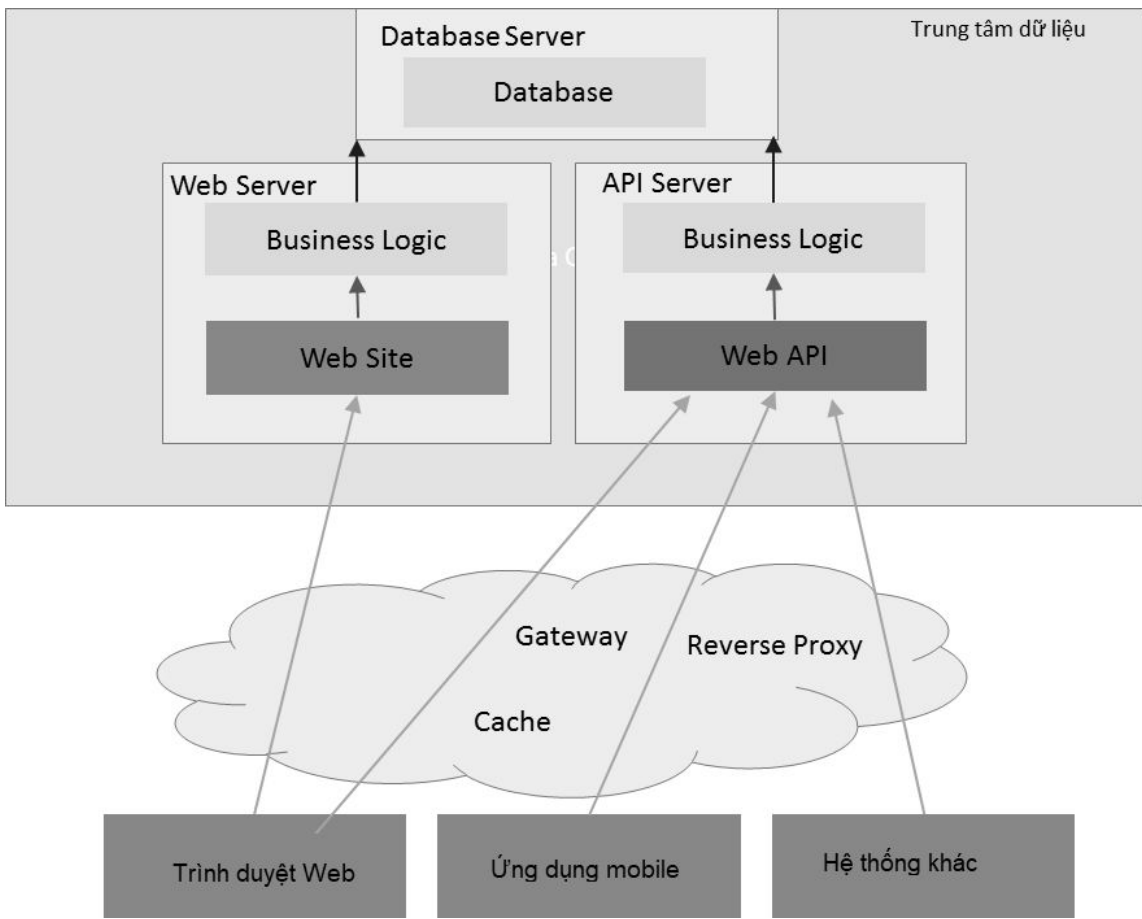 Trung tâm dữ liệu
Database Server
Database
Web Server
API Server
Business Logic
Business Logic
Web Site
Web API
Gateway
Reverse Proxy
Cache
Trình duyệt Web
Ứng dụng mobile
Hệ thống khác